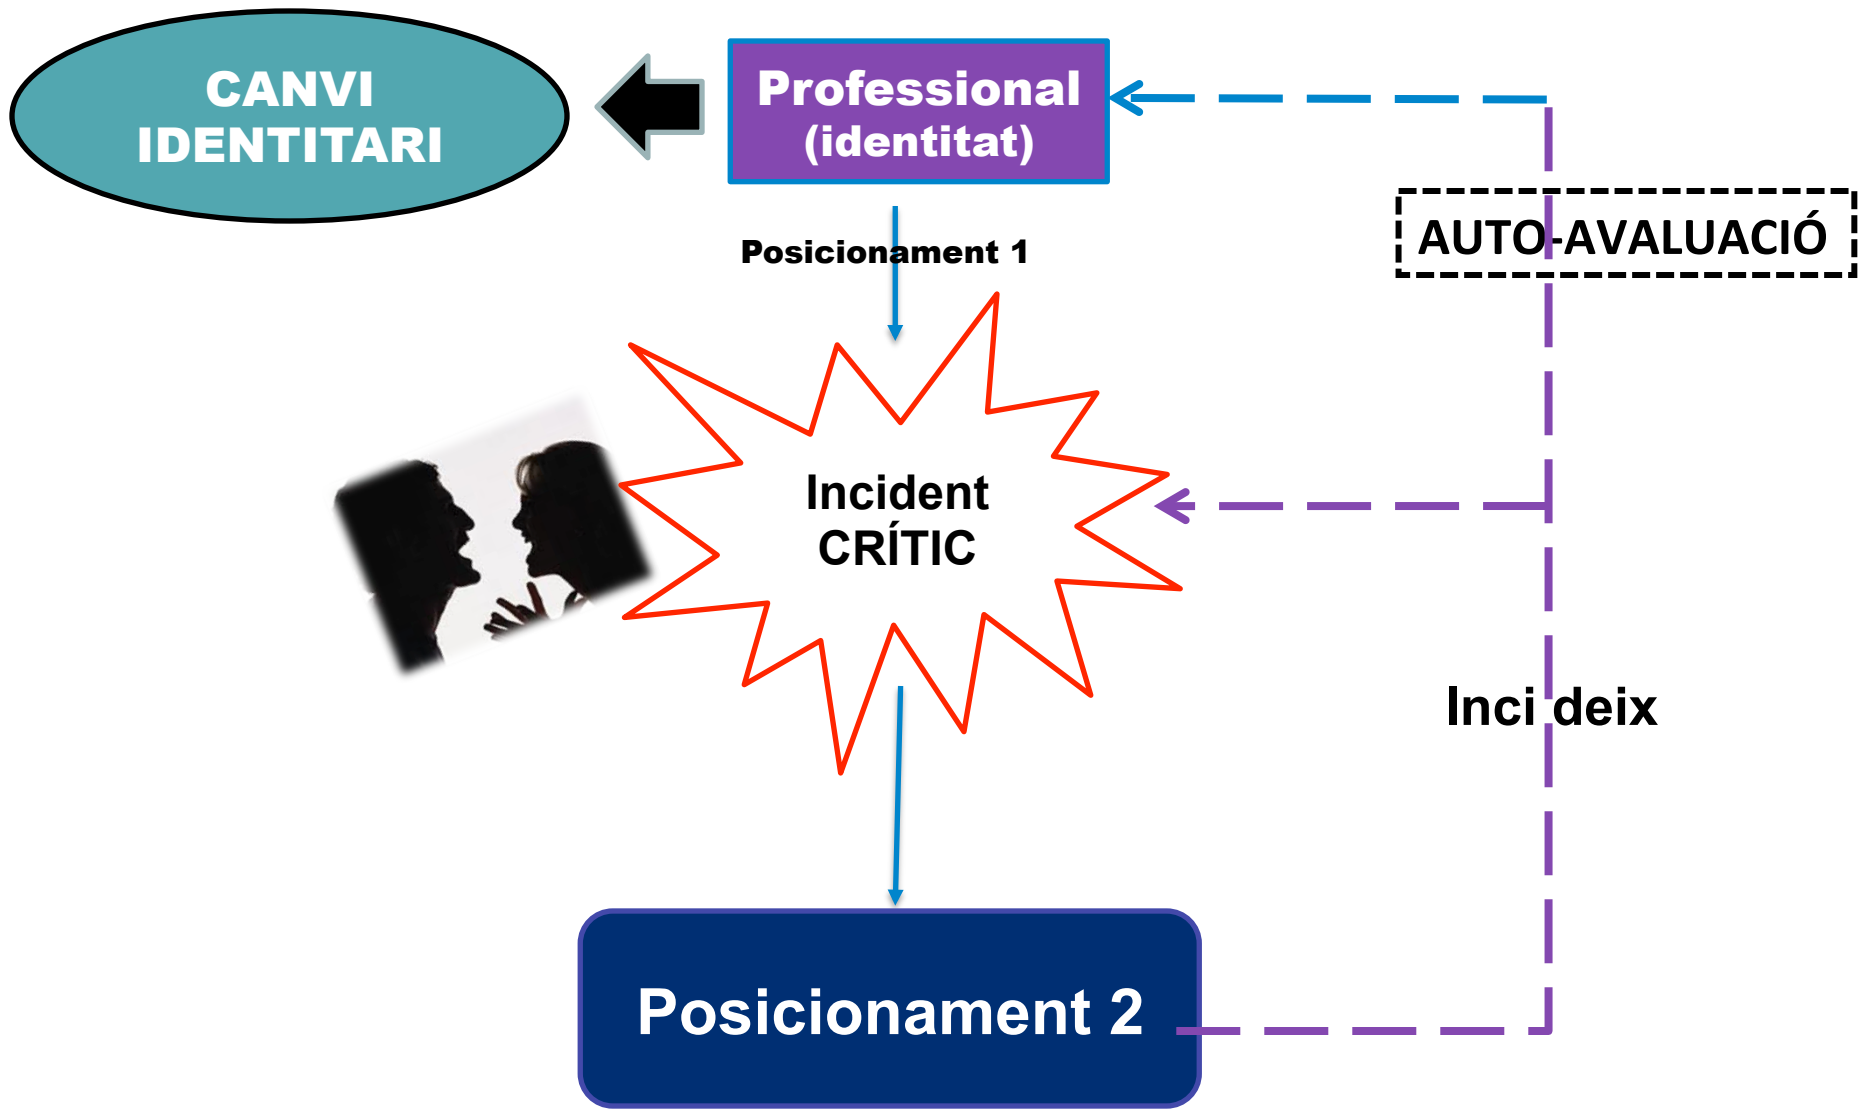 CANVI
IDENTITARI
Professional
(identitat)
Posicionament 1
AUTO-AVALUACIÓ
Incident
CRÍTIC
Inci deix
Posicionament 2